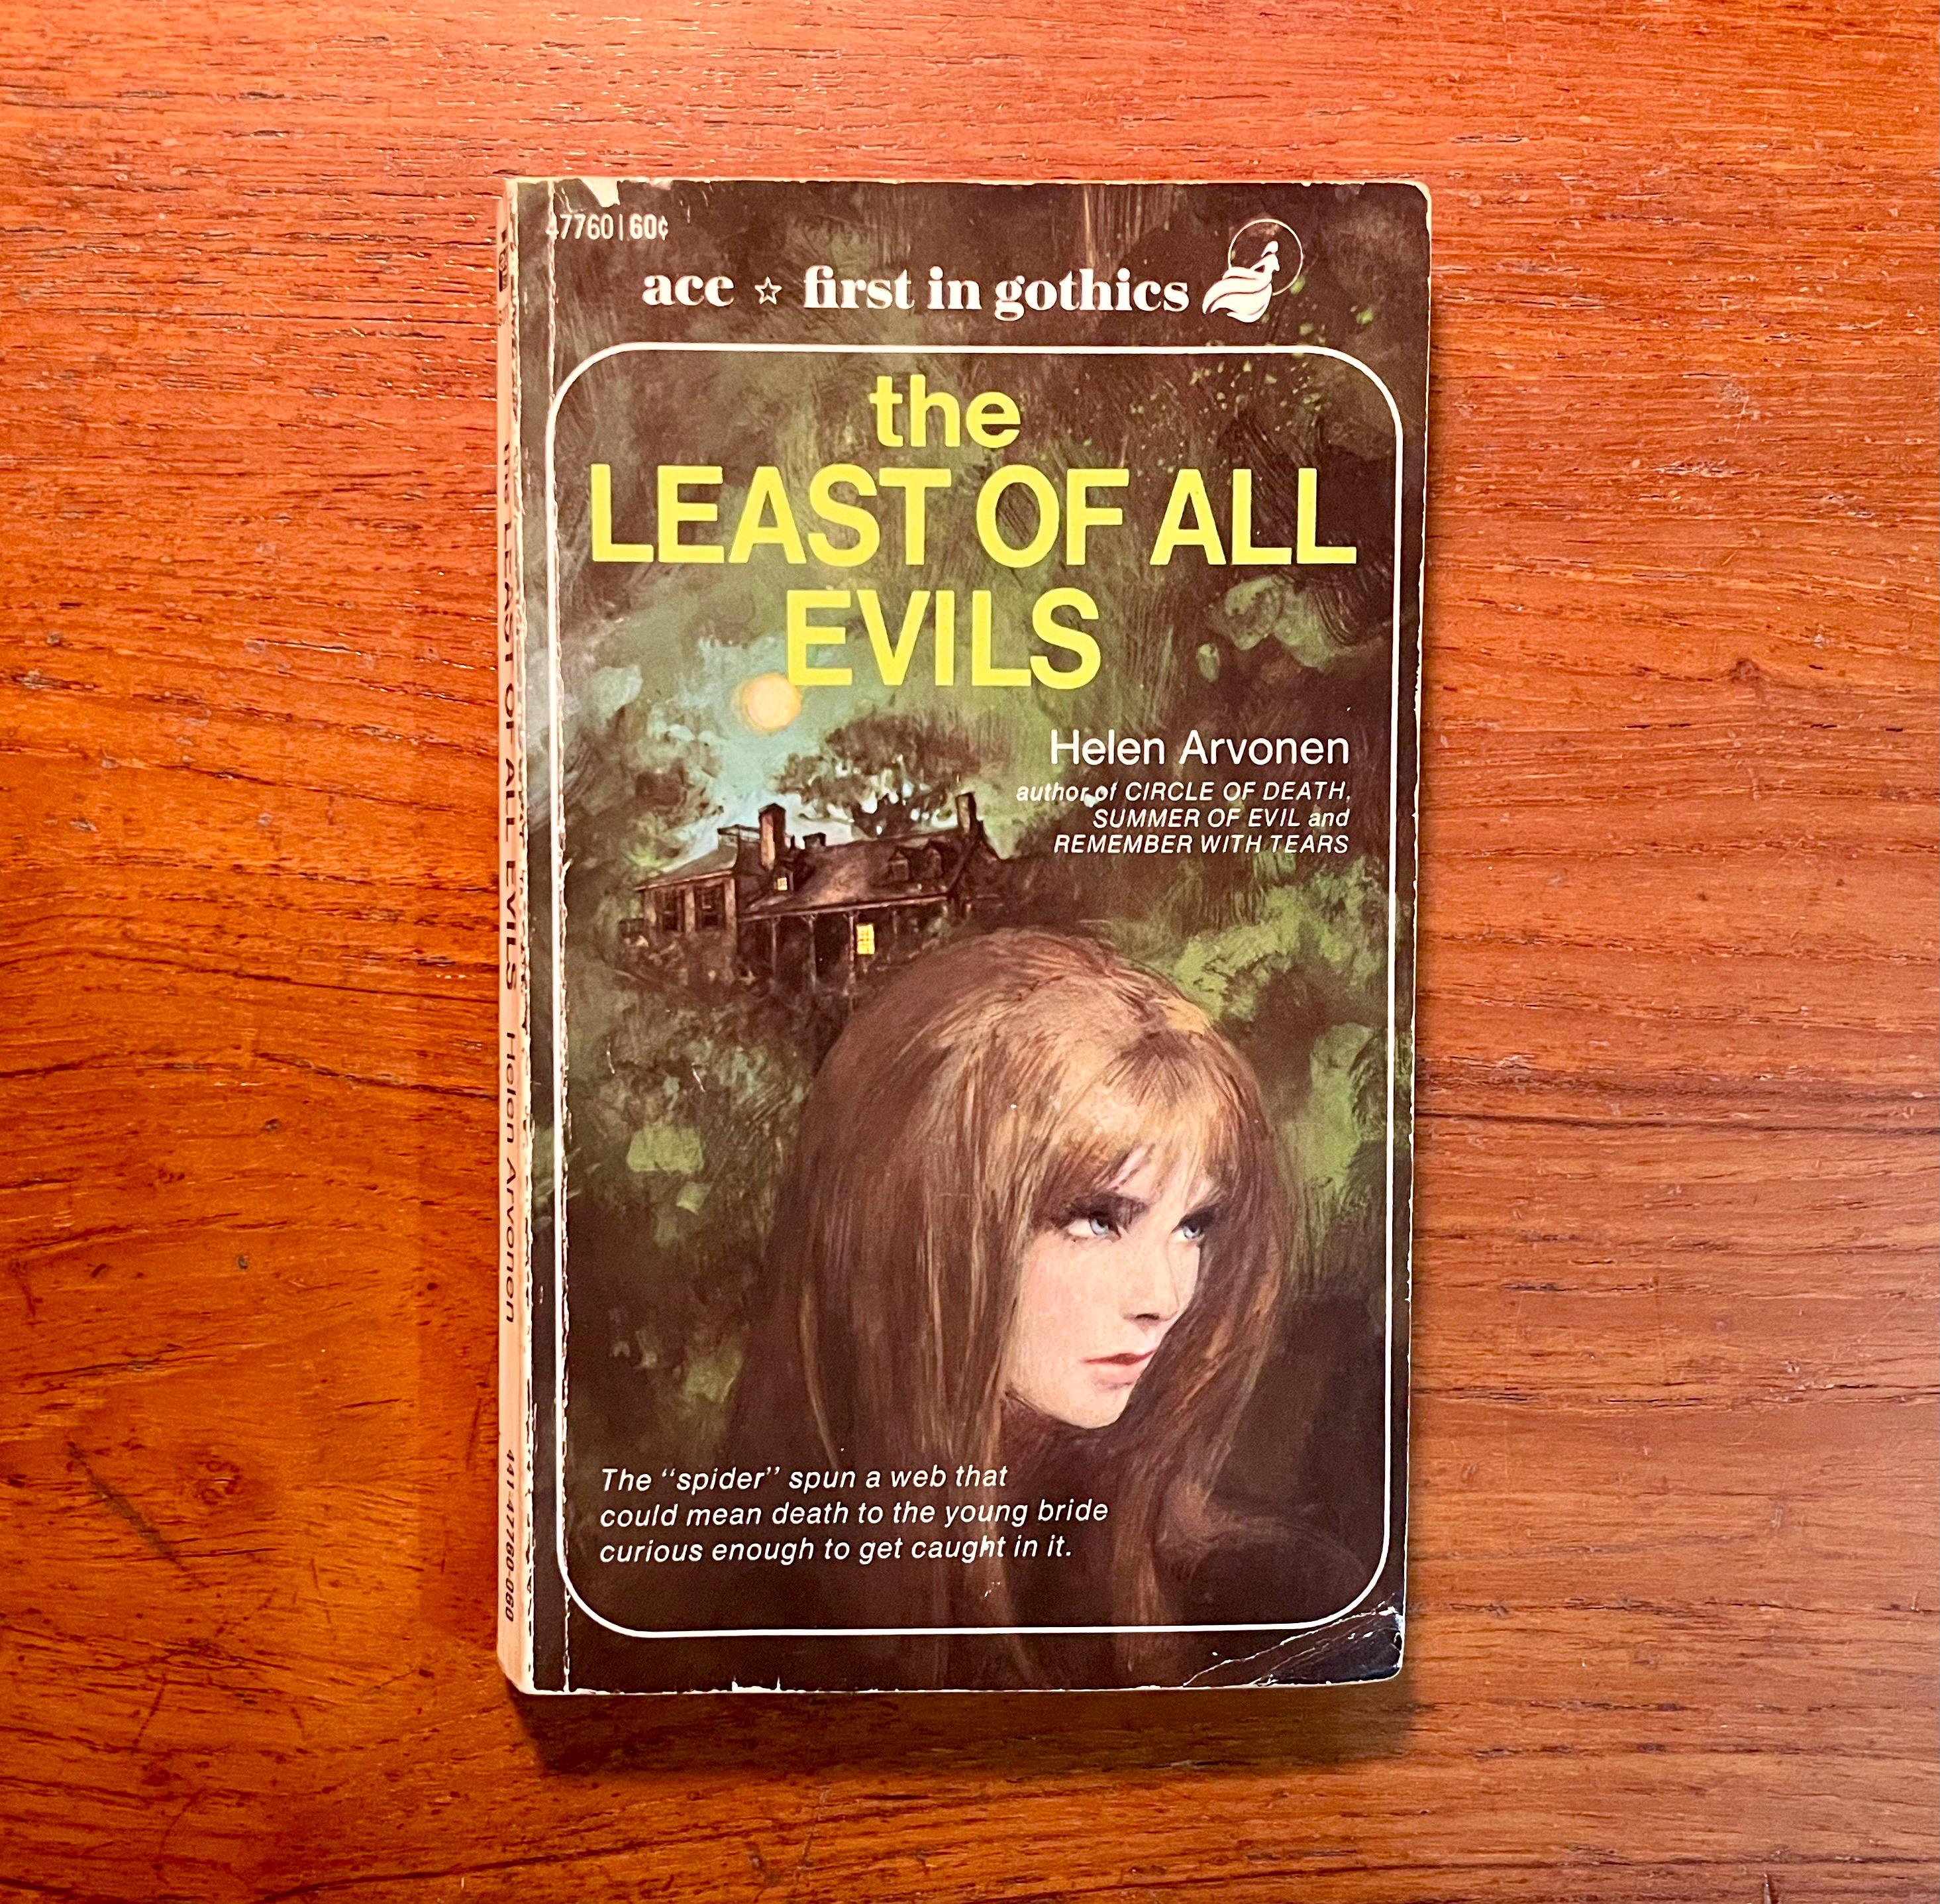 47760 | 60¢
ace ☆ first in gothics
the
LEAST OF ALL
EVILS
Helen Arvonen
author of CIRCLE OF DEATH,
SUMMER OF EVIL and
REMEMBER WITH TEARS
The "spider" spun a web that
could mean death to the young bride
curious enough to get caught in it.
the LEAST OF ALL EVILS Helen Arvonen 441-47760-060